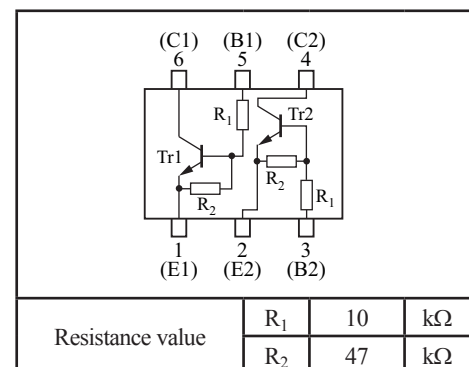 (C1) (B1) (C2)
6 5 4
R1
Tr2
Tr1
R2
R2
R1
1 2 3
(E1) (E2) (B2)
Resistance value R1 10 kΩ
R2 47 kΩ